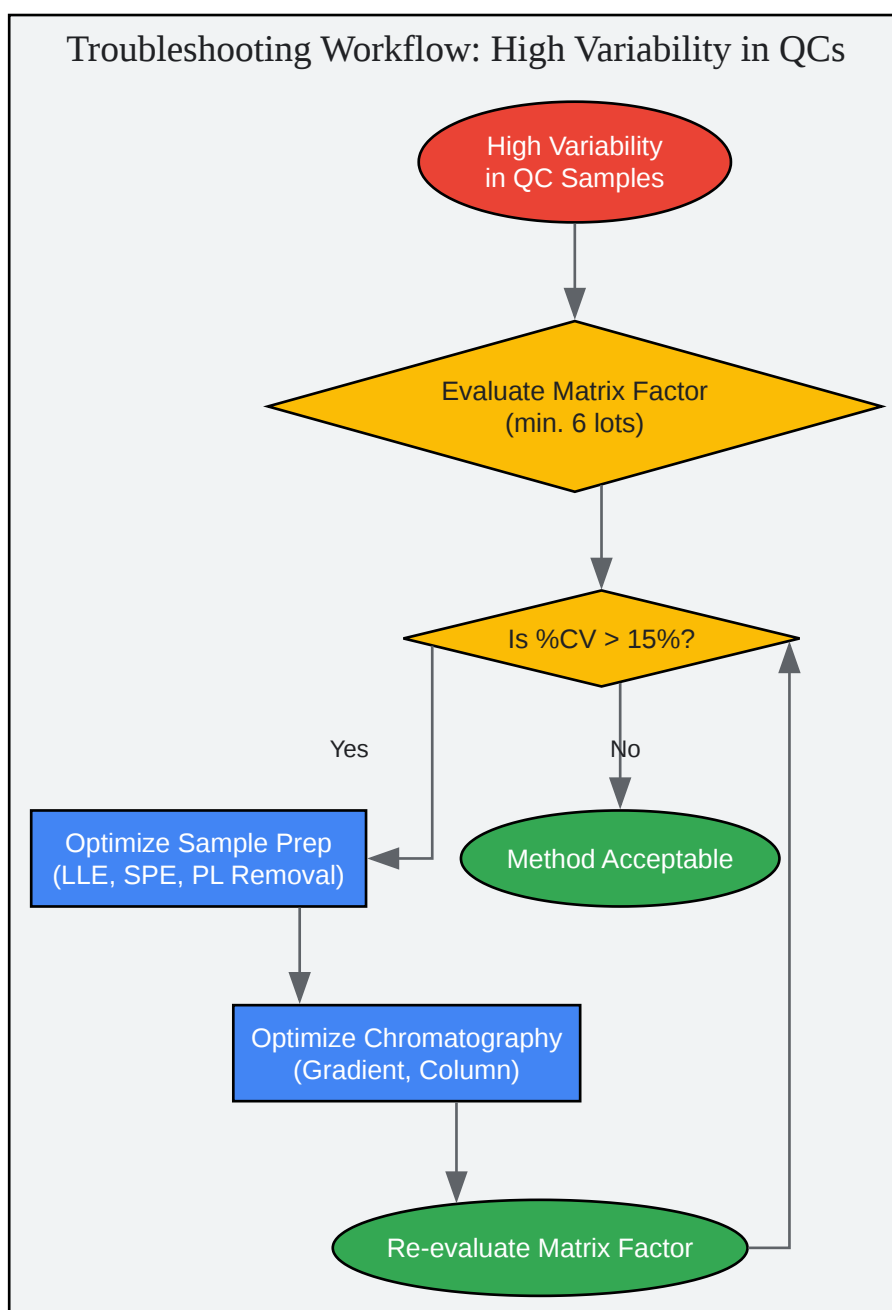 Troubleshooting Workflow: High Variability in QCs
High Variability
in QC Samples
Evaluate Matrix Factor
(min. 6 lots)
Is %CV > 15%?
Yes
No
Optimize Sample Prep
(LLE, SPE, PL Removal)
Method Acceptable
Optimize Chromatography
(Gradient, Column)
Re-evaluate Matrix Factor